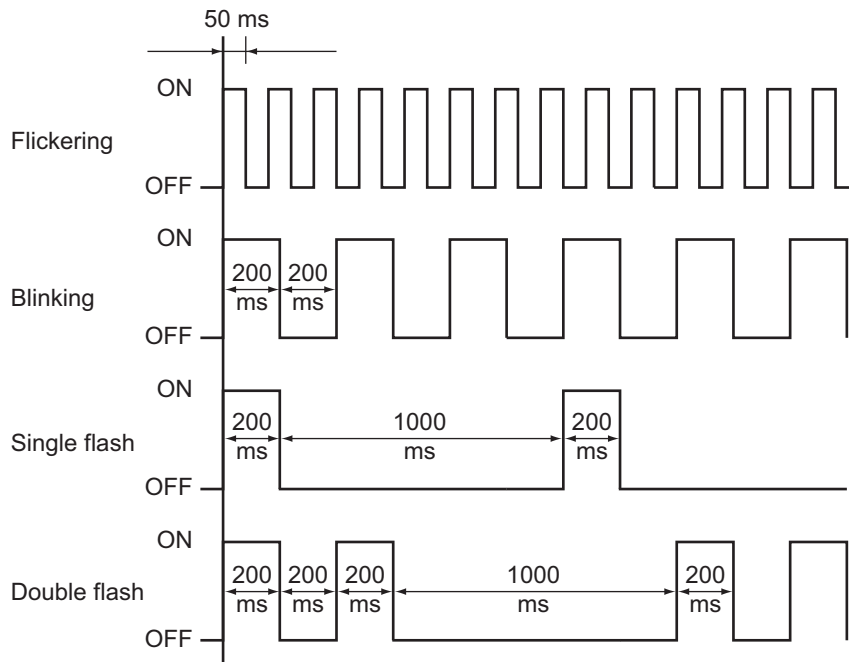 50 ms
ON
Flickering
OFF
ON
200 200
Blinking
ms ms
OFF
ON
200 1000 200
Single flash
ms ms ms
OFF
ON
200 200 200 1000 200
Double flash
ms ms ms ms ms
OFF